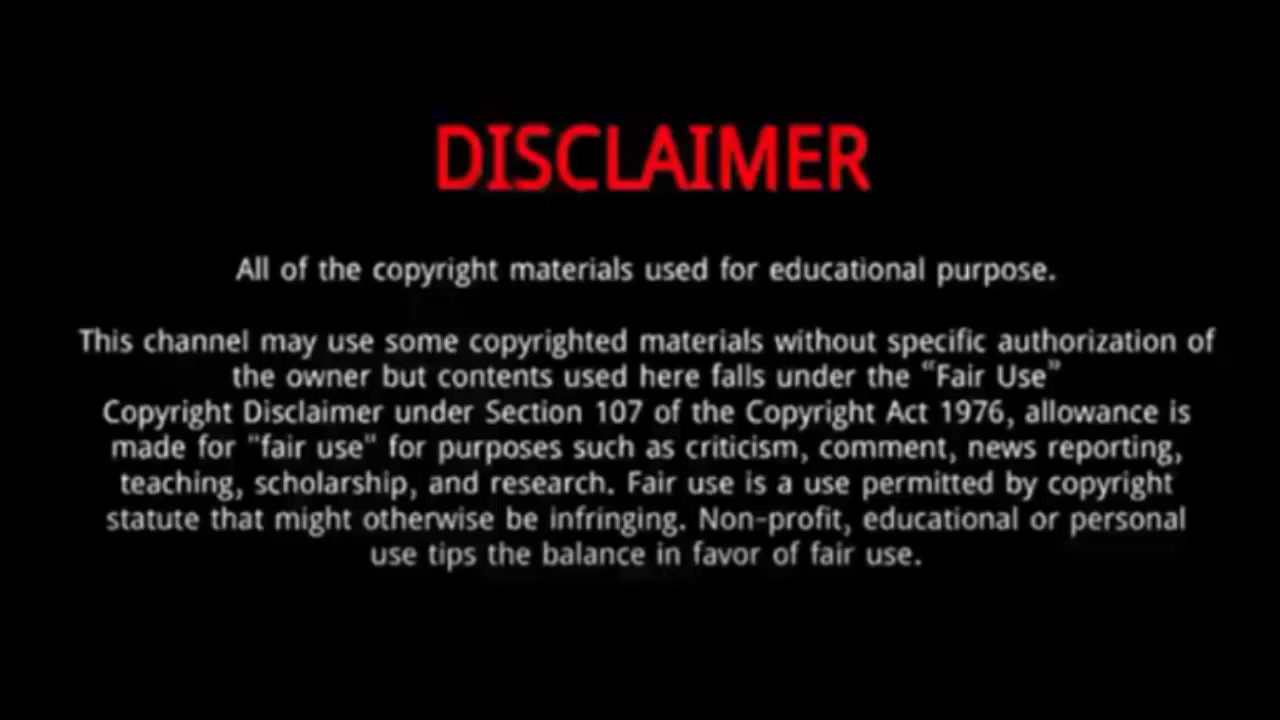 DISCLAIMER
All of the copyright materials used for educational purpose.
This channel may use some copyrighted materials without specific authorization of
the owner but contents used here falls under the “Fair Use”
Copyright Disclaimer under Section 107 of the Copyright Act 1976, allowance is
made for "fair use" for purposes such as criticism, comment, news reporting,
teaching, scholarship, and research. Fair use is a use permitted by copyright
statute that might otherwise be infringing. Non-profit, educational or personal
use tips the balance in favor of fair use.